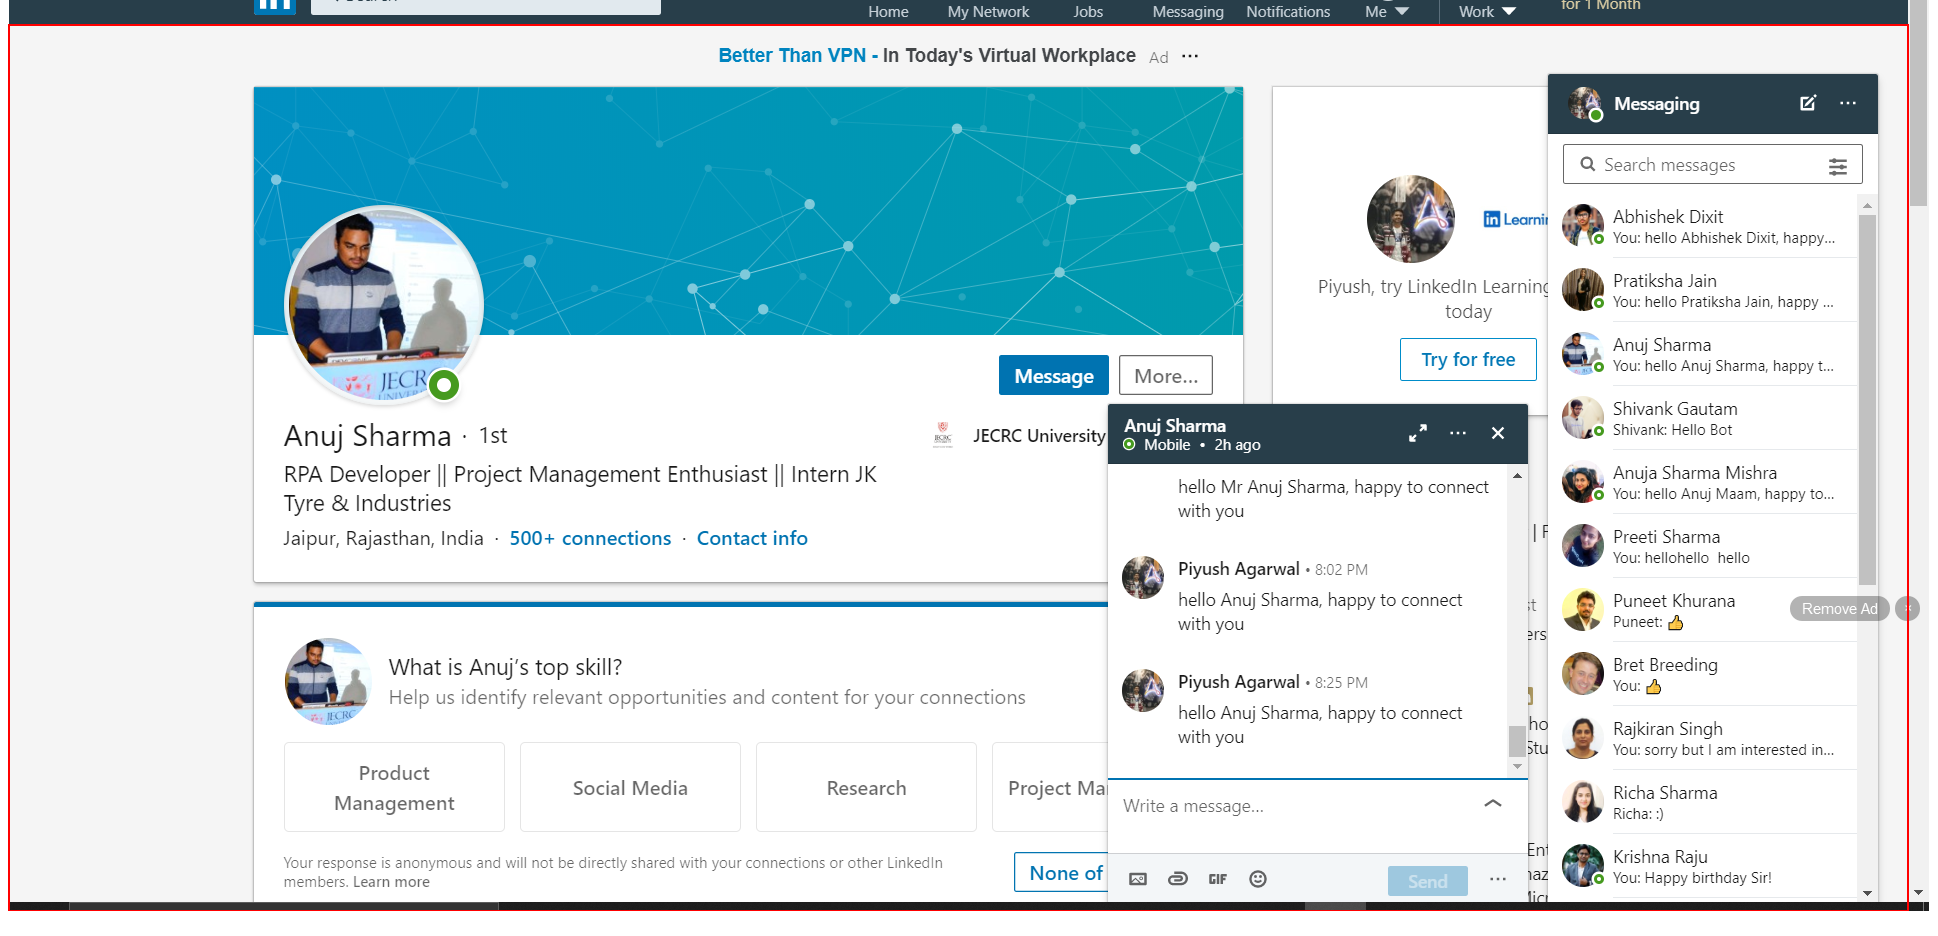 Home
My Network
Jobs
Messaging
Notifications
Me
Work
for 1 Month
Better Than VPN - In Today's Virtual Workplace Ad ...
Messaging
Search messages
in Learnin
Piyush, try LinkedIn Learning
today
Try for free
JECRC
Message
More...
Anuj Sharma · 1st
JECRC University
RPA Developer || Project Management Enthusiast || Intern JK
Tyre & Industries
Jaipur, Rajasthan, India · 500+ connections · Contact info
What is Anuj's top skill?
Help us identify relevant opportunities and content for your connections
Product
Management
Social Media
Research
Project Ma
Your response is anonymous and will not be directly shared with your connections or other LinkedIn
members. Learn more
None of
Anuj Sharma
Mobile • 2h ago
hello Mr Anuj Sharma, happy to connect
with you
Piyush Agarwal • 8:02 PM
hello Anuj Sharma, happy to connect
with you
Piyush Agarwal • 8:25 PM
hello Anuj Sharma, happy to connect
with you
Write a message...
GIF
Send
Abhishek Dixit
You: hello Abhishek Dixit, happy...
Pratiksha Jain
You: hello Pratiksha Jain, happy ...
Anuj Sharma
You: hello Anuj Sharma, happy t...
Shivank Gautam
Shivank: Hello Bot
Anuja Sharma Mishra
You: hello Anuj Maam, happy to...
Preeti Sharma
You: hellohello hello
Puneet Khurana
Puneet: 👍
Remove Ad
Bret Breeding
You: 👍
Rajkiran Singh
You: sorry but I am interested in...
Richa Sharma
Richa: :)
Krishna Raju
You: Happy birthday Sir!